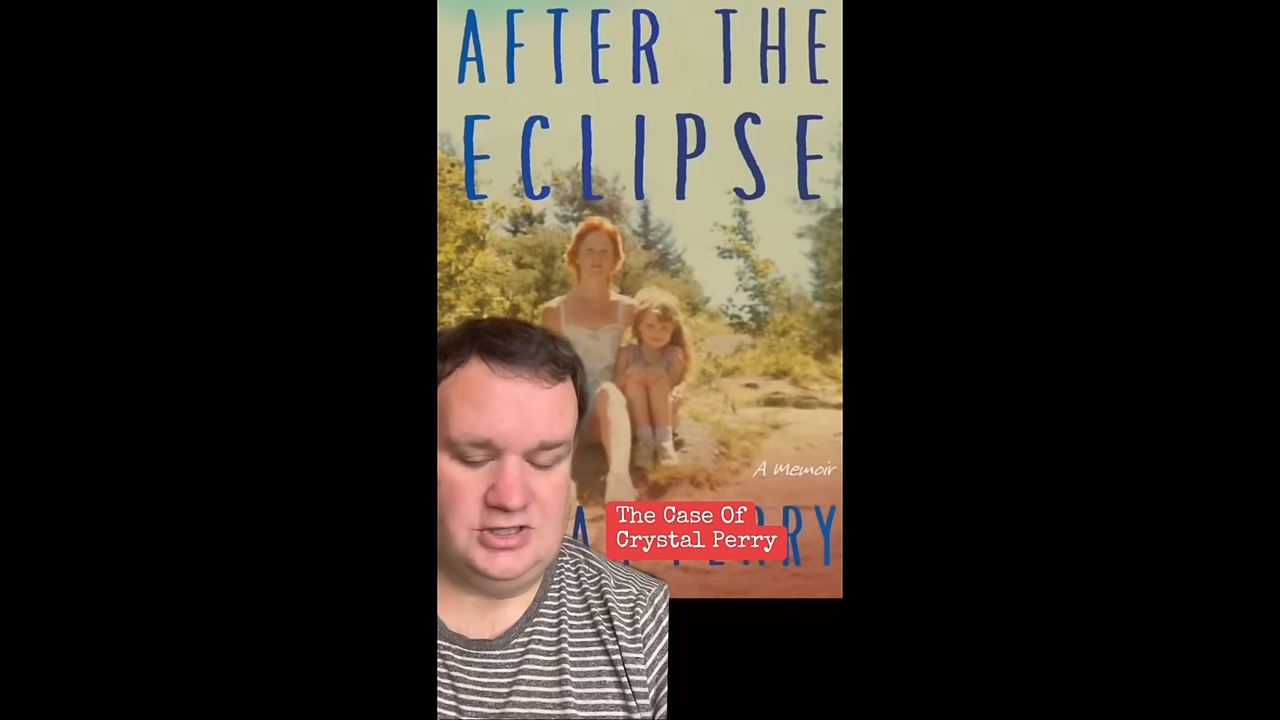 AFTER THE
ECLIPSE
A Memoir
The Case Of
Crystal Perry